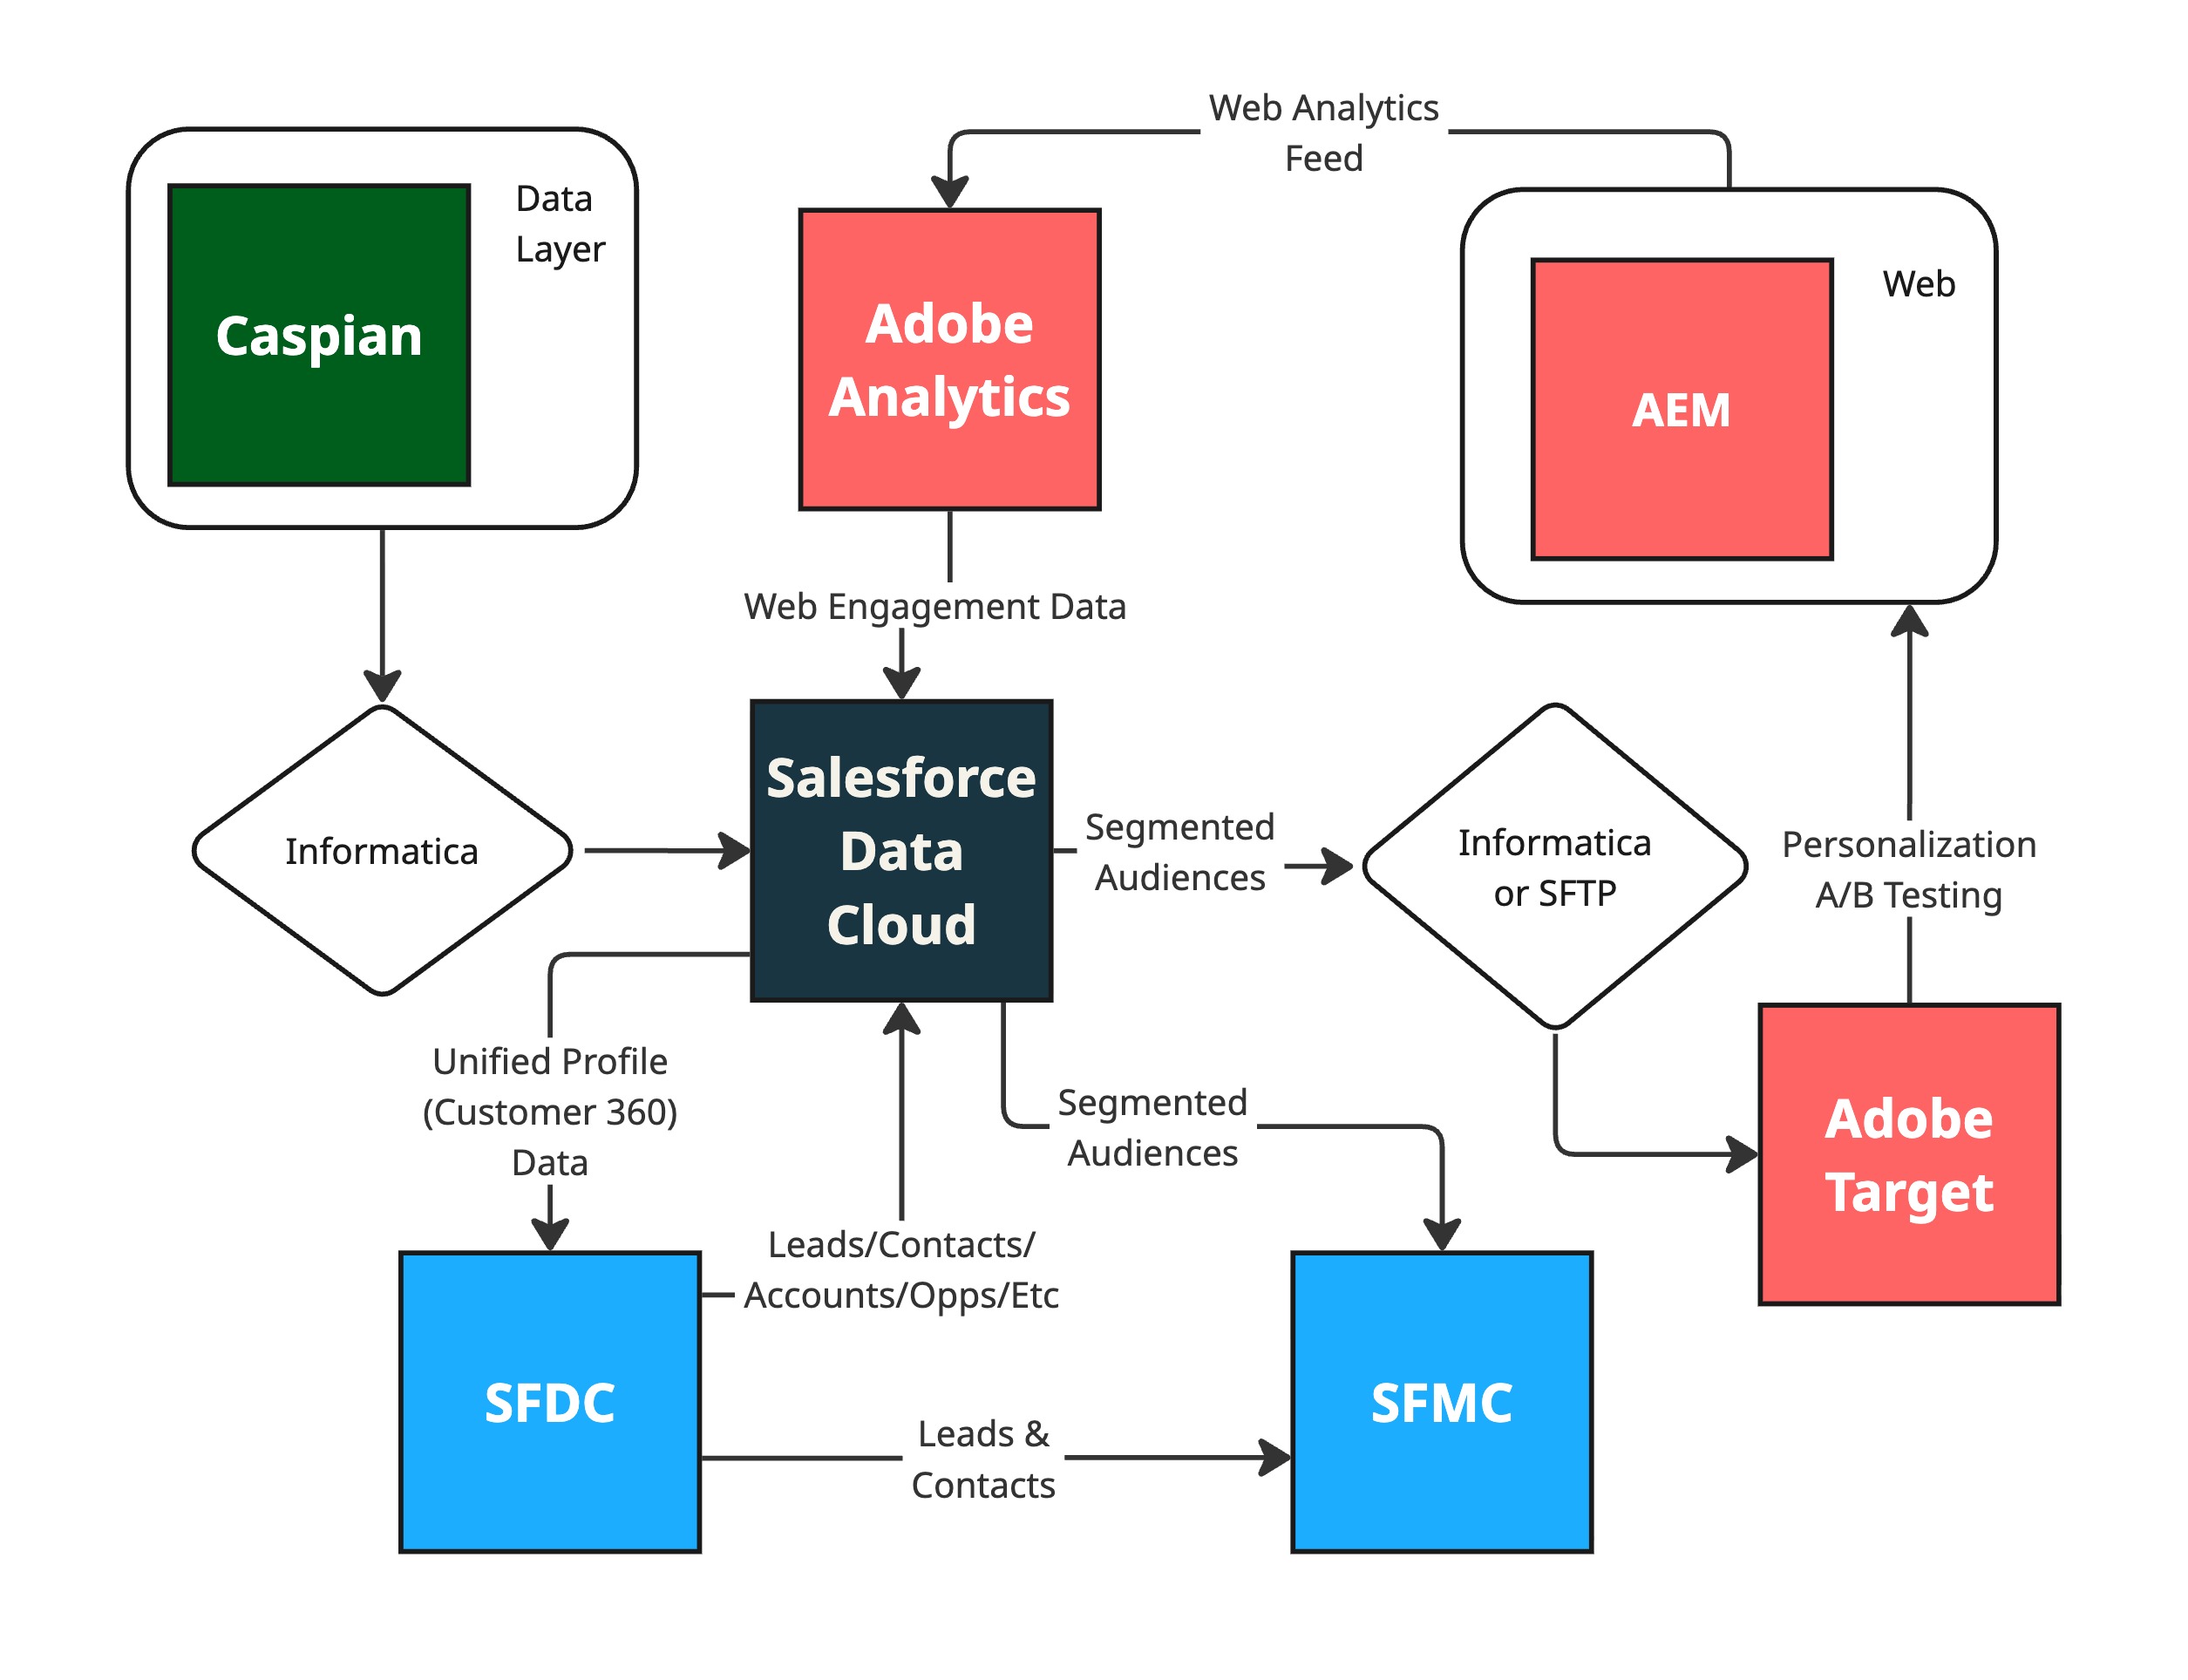 Web Analytics
Feed
Data
Layer
Caspian
Adobe
Analytics
Web
AEM
Web Engagement Data
Informatica
Salesforce
Data
Cloud
Segmented
Audiences
Informatica
or SFTP
Personalization
A/B Testing
Unified Profile
(Customer 360)
Data
Segmented
Audiences
Adobe
Target
Leads/Contacts/
Accounts/Opps/Etc
SFDC
SFMC
Leads &
Contacts